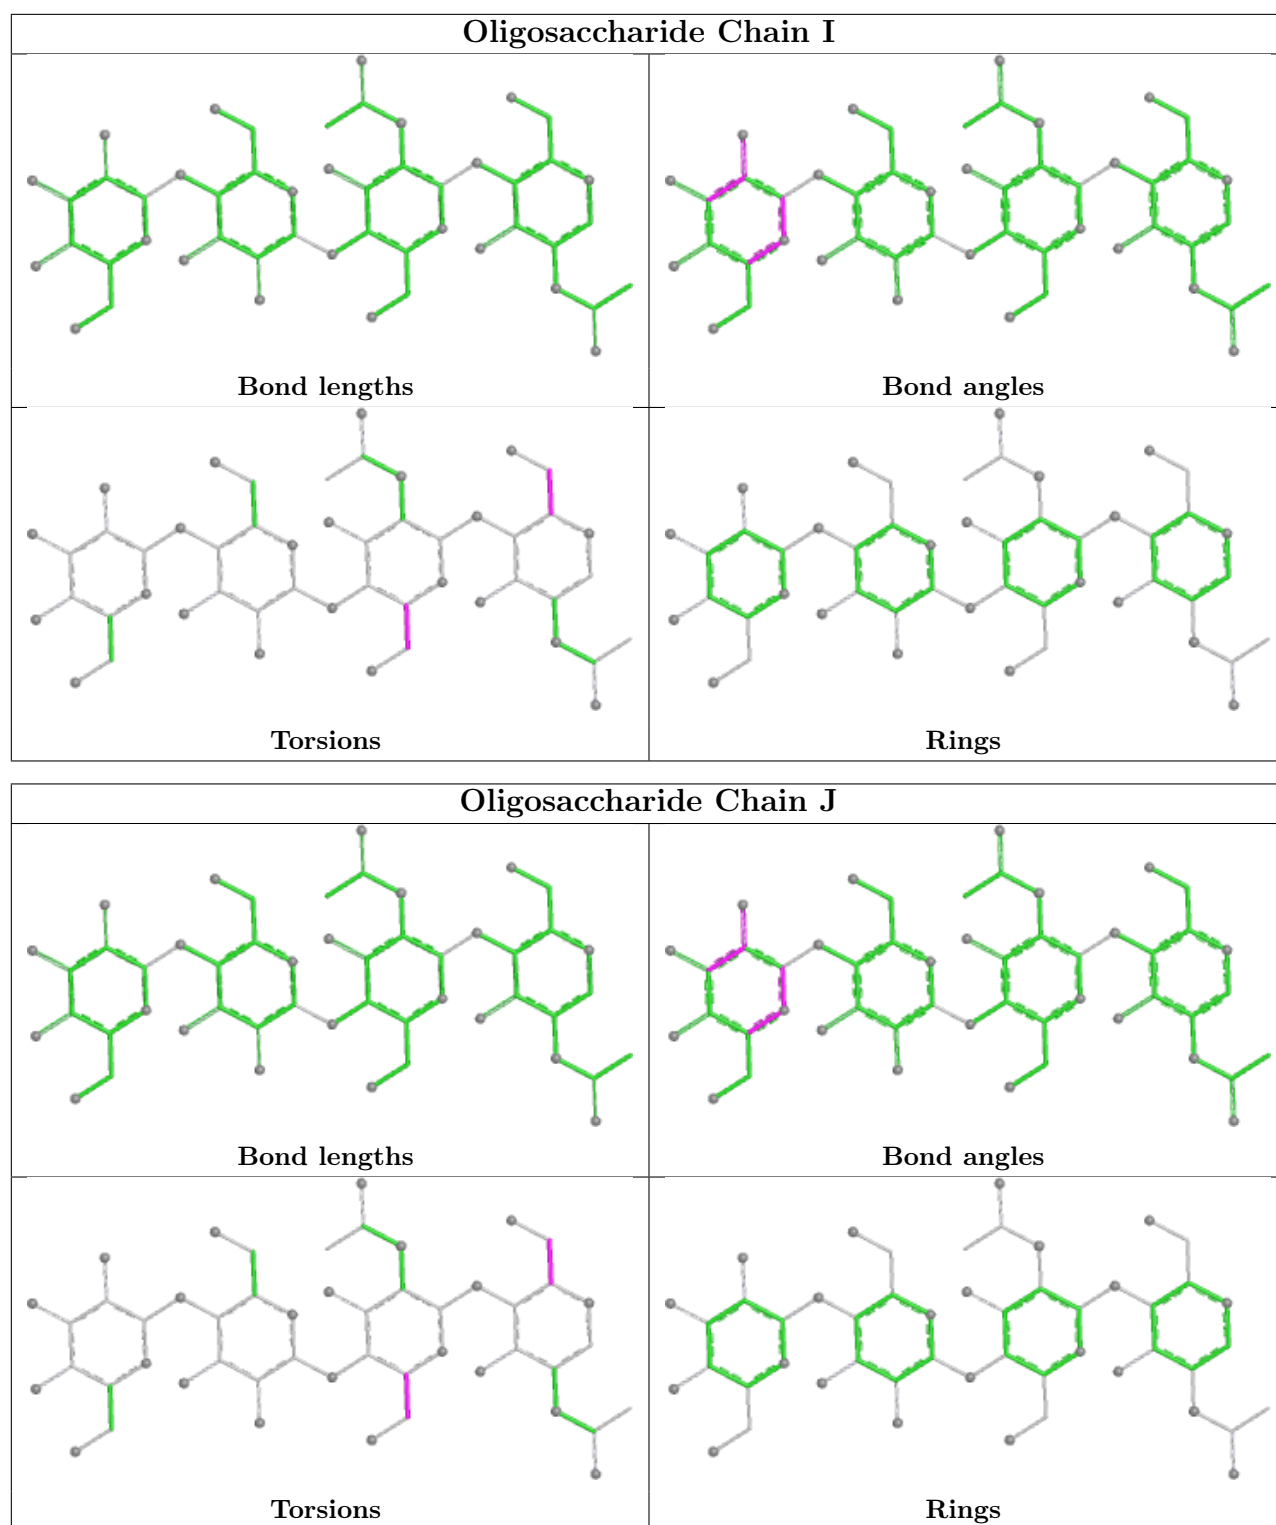 Oligosaccharide Chain I
Bond lengths
Bond angles
Torsions
Rings
Oligosaccharide Chain J
Bond lengths
Bond angles
Torsions
Rings